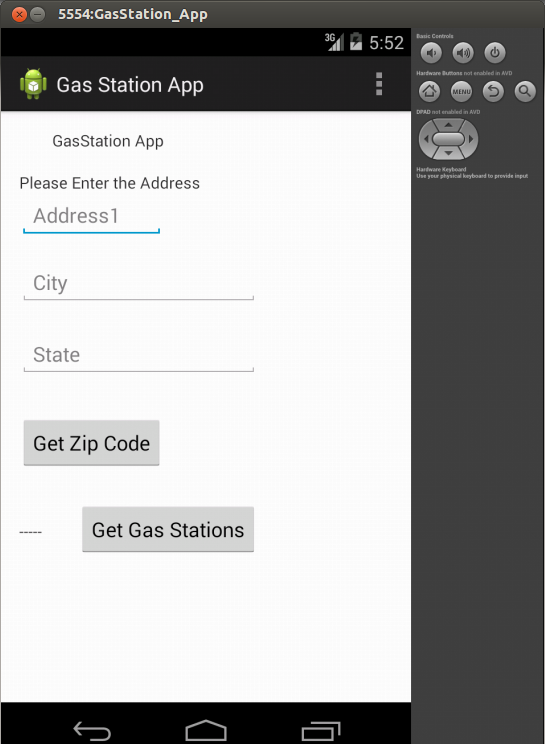 5554:GasStation_App
3G 5:52
Gas Station App
GasStation App
Please Enter the Address
Address1
City
State
Get Zip Code
----- Get Gas Stations
Basic Controls
Hardware Buttons not enabled in AVD
MENU
DPAD not enabled in AVD
Hardware Keyboard
Use your physical keyboard to provide input